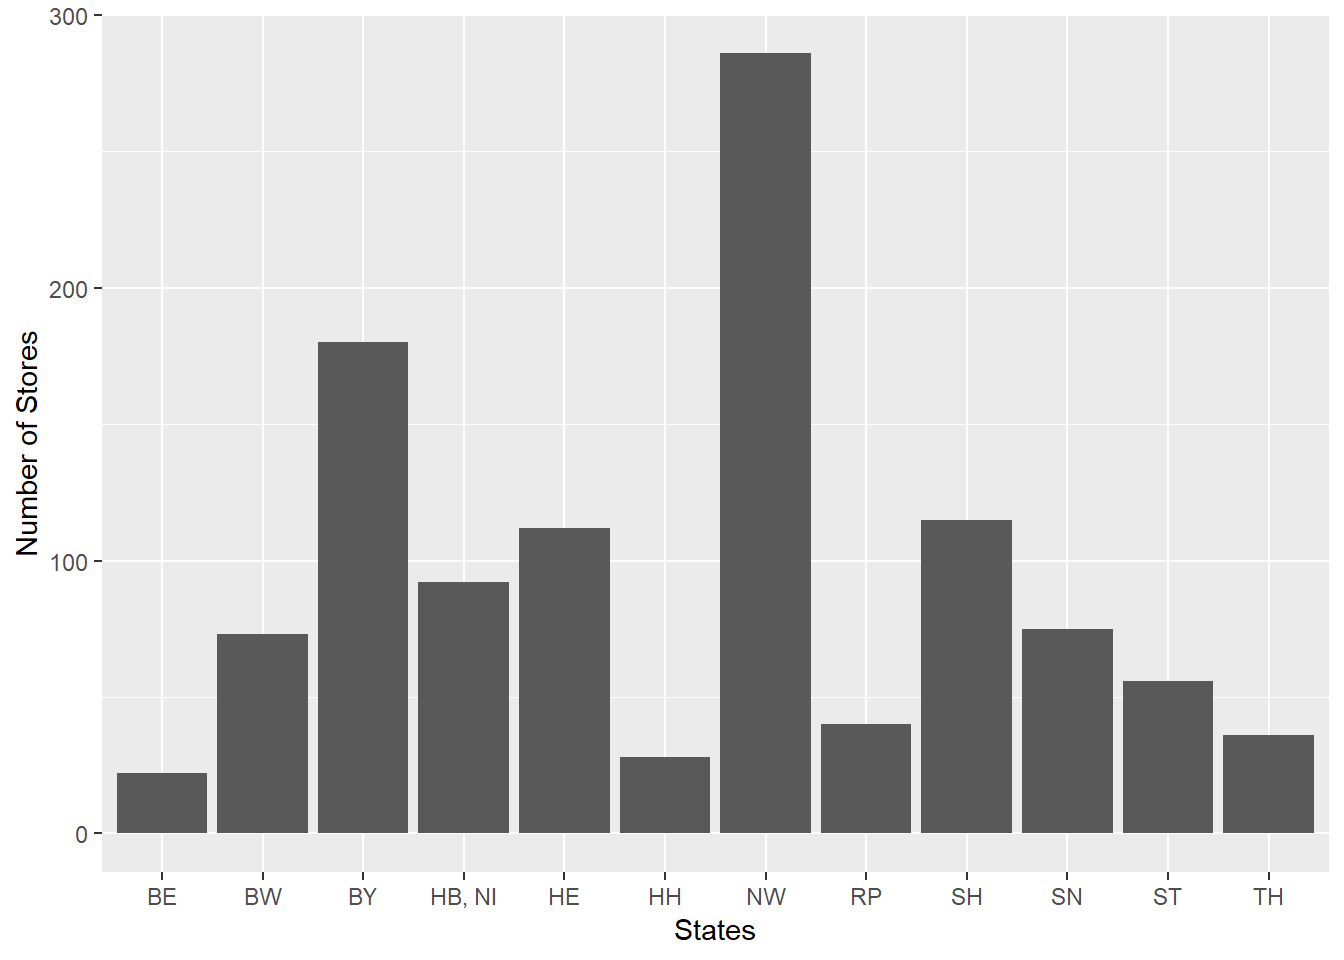 300
200
100
0
Number of Stores
BE BW BY HB, NI HE HH NW RP SH SN ST TH
States